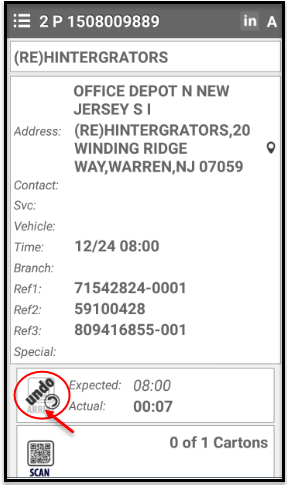 2 P 1508009889 in A
(RE)HINTERGRATORS
OFFICE DEPOT N NEW
JERSEY S I
Address: (RE)HINTERGRATORS,20
WINDING RIDGE
WAY,WARREN,NJ 07059
Contact:
Svc:
Vehicle:
Time: 12/24 08:00
Branch:
Ref1: 71542824-0001
Ref2: 59100428
Ref3: 809416855-001
Special:
undo
Expected: 08:00
Actual: 00:07
0 of 1 Cartons
SCAN